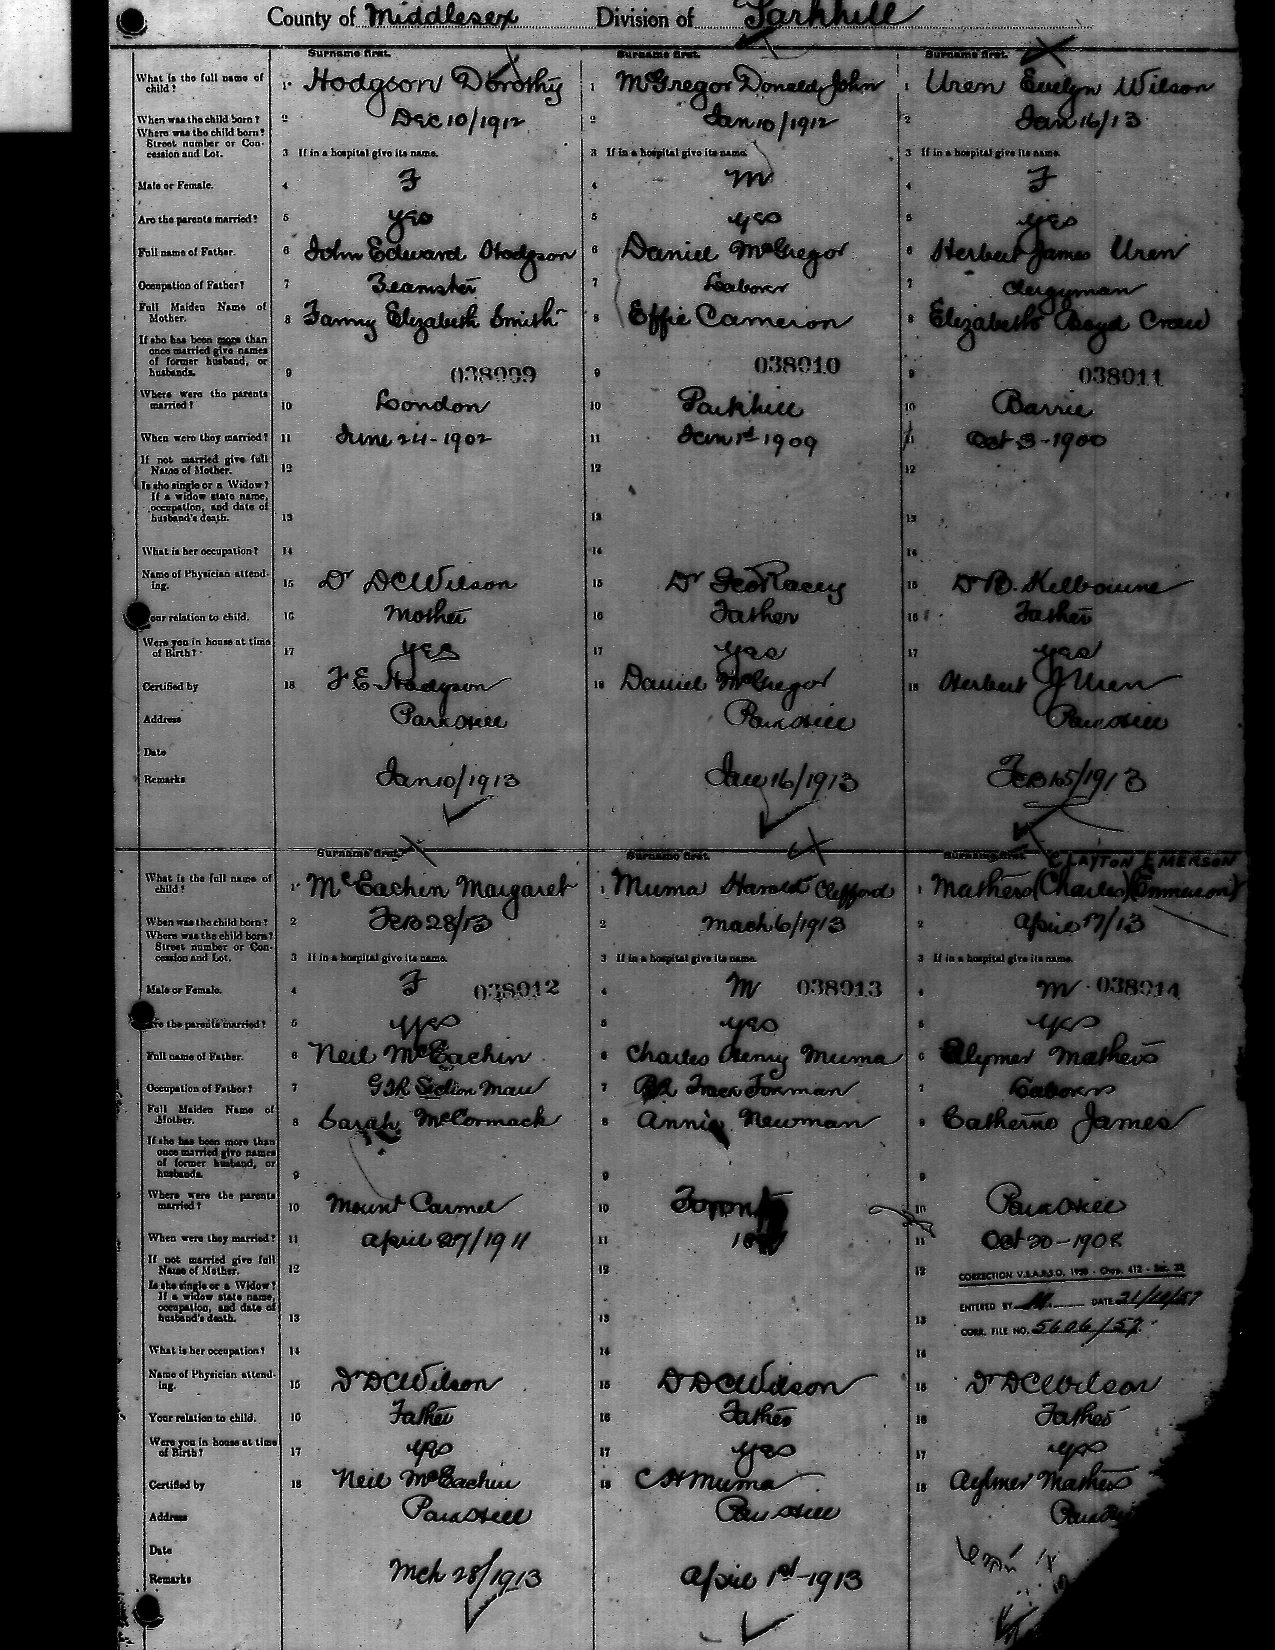 County of Middlesex Division of Parkhill
Surname first. Surname first. Surname first.
What is the full name of child? 1 Hodgson Dorothy 1 McGregor Donald John 1 Uren Evelyn Wilson
When was the child born? 2 Dec 10/1912 2 Jan 10/1912 2 Jan 16/13
Where was the child born? Street number or Concession and Lot. 3 If in a hospital give its name. 3 If in a hospital give its name. 3 If in a hospital give its name.
Male or Female. 4 F 4 M 4 F
Are the parents married? 5 yes 5 yes 5 yes
Full name of Father. 6 John Edward Hodgson 6 Daniel McGregor 6 Herbert James Uren
Occupation of Father? 7 Teamster 7 Laborer 7 Clergyman
Full Maiden Name of Mother. 8 Fanny Elizabeth Smith 8 Effie Cameron 8 Elizabeth Boyd Craw
If she has been more than once married give names of former husband, or husbands. 9 038009 9 038010 9 038011
Where were the parents married? 10 London 10 Parkhill 10 Barrie
When were they married? 11 June 24-1902 11 Jan 1st 1909 11 Oct 3-1900
If not married give full Name of Mother. 12 12 12
Is she single or a Widow? If a widow state name, occupation, and date of husband's death. 13 13 13
What is her occupation? 14 14 14
Name of Physician attending. 15 Dr DC Wilson 15 Dr Geo Racey 15 Dr B. Kilbourne
Your relation to child. 16 Mother 16 Father 16 Father
Were you in house at time of Birth? 17 yes 17 yes 17 yes
Certified by 18 F E Hodgson 18 Daniel McGregor 18 Herbert J Uren
Address Parkhill Parkhill Parkhill
Date
Remarks Jan 10/1913 Jan 16/1913 Feb 15/1913
Surname first. Surname first. Surname first. CLAYTON EMERSON
What is the full name of child? 1 McEachen Margaret 1 Muma Harold Clifford 1 Mathers (Charles) (Emmerson)
When was the child born? 2 Feb 28/13 2 Mach 6/1913 2 April 17/13
Where was the child born? Street number or Concession and Lot. 3 If in a hospital give its name. 3 If in a hospital give its name. 3 If in a hospital give its name.
Male or Female. 4 F 038012 4 M 038013 4 M 038014
Are the parents married? 5 yes 5 yes 5 yes
Full name of Father. 6 Neil McEachin 6 Charles Henry Muma 6 Alymer Mathers
Occupation of Father? 7 GTR Section Man 7 RR Track Forman 7 Laborer
Full Maiden Name of Mother. 8 Sarah McCormack 8 Annie Newman 8 Catherine James
If she has been more than once married give names of former husband, or husbands. 9 9 9
Where were the parents married? 10 Mount Carmel 10 Toronto 10 Parkhill
When were they married? 11 April 27/1911 11 11 Oct 20-1908
If not married give full Name of Mother. 12 12 12 CORRECTION V.S.A.R.S.O. 1950 - Chap. 412 - Sec. 22
Is she single or a Widow? If a widow state name, occupation, and date of husband's death. 13 13 13 ENTERED BY DATE 21/10/57
CORR. FILE NO. 5606/57
What is her occupation? 14 14 14
Name of Physician attending. 15 Dr DC Wilson 15 Dr DC Wilson 15 Dr DC Wilson
Your relation to child. 16 Father 16 Father 16 Father
Were you in house at time of Birth? 17 yes 17 yes 17 yes
Certified by 18 Neil McEachin 18 C H Muma 18 Aylmer Mathers
Address Parkhill Parkhill
Date
Remarks Mch 28/1913 April 1st-1913